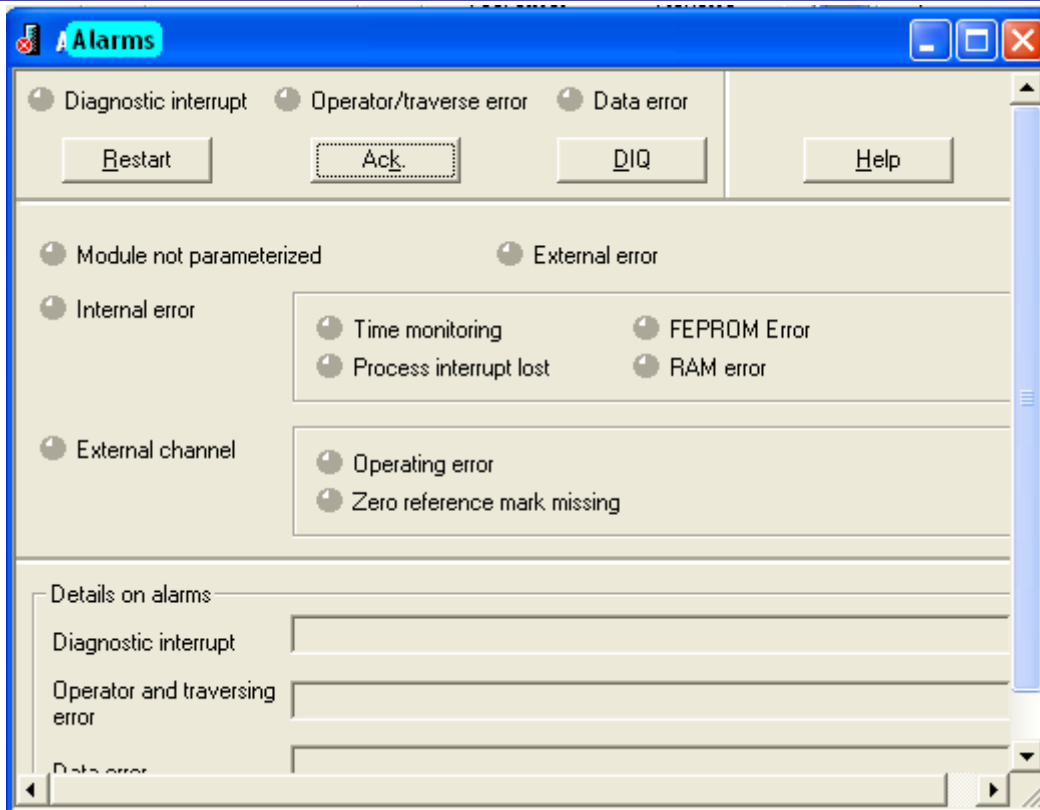 Alarms
Diagnostic interrupt Operator/traverse error Data error
Restart Ack. DIQ Help
Module not parameterized External error
Internal error
Time monitoring FEPROM Error
Process interrupt lost RAM error
External channel
Operating error
Zero reference mark missing
Details on alarms
Diagnostic interrupt
Operator and traversing
error
Data error